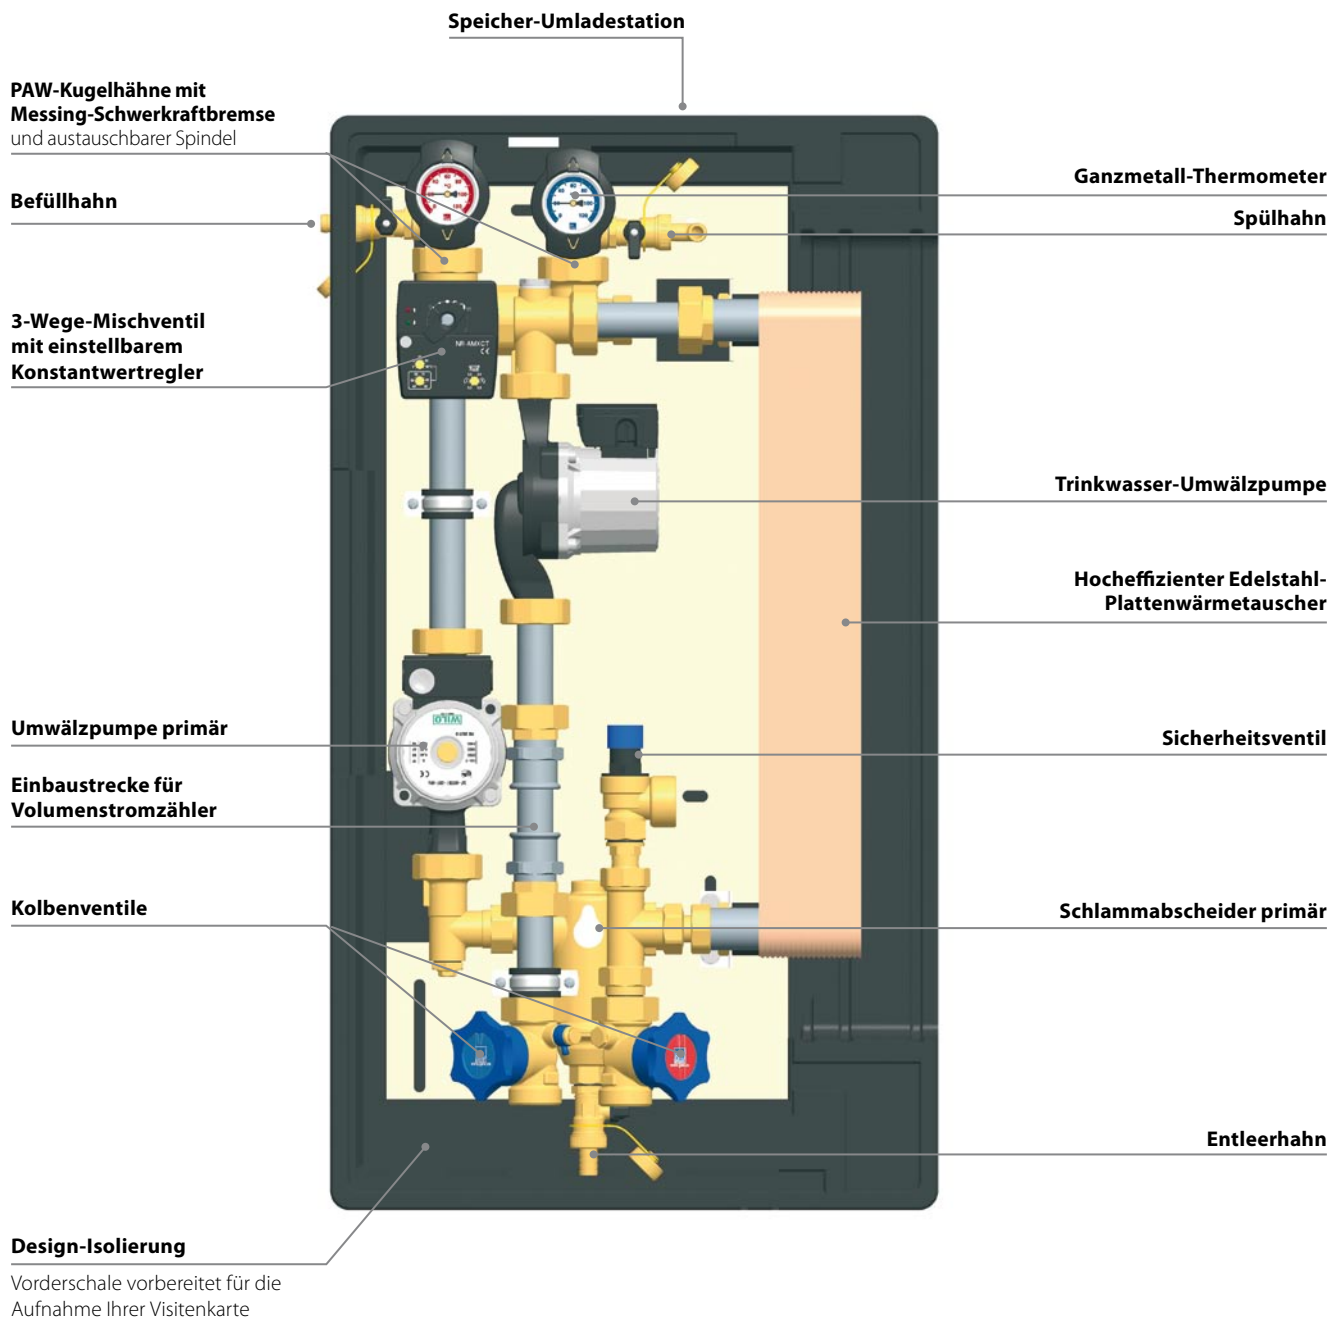 Speicher-Umladestation
PAW-Kugelhähne mit
Messing-Schwerkraftbremse
und austauschbarer Spindel
Befüllhahn
3-Wege-Mischventil
mit einstellbarem
Konstantwertregler
Umwälzpumpe primär
Einbaustrecke für
Volumenstromzähler
Kolbenventile
Design-Isolierung
Vorderschale vorbereitet für die
Aufnahme Ihrer Visitenkarte
Ganzmetall-Thermometer
Spülhahn
Trinkwasser-Umwälzpumpe
Hocheffizienter Edelstahl-
Plattenwärmetauscher
Sicherheitsventil
Schlammabscheider primär
Entleerhahn
WILO